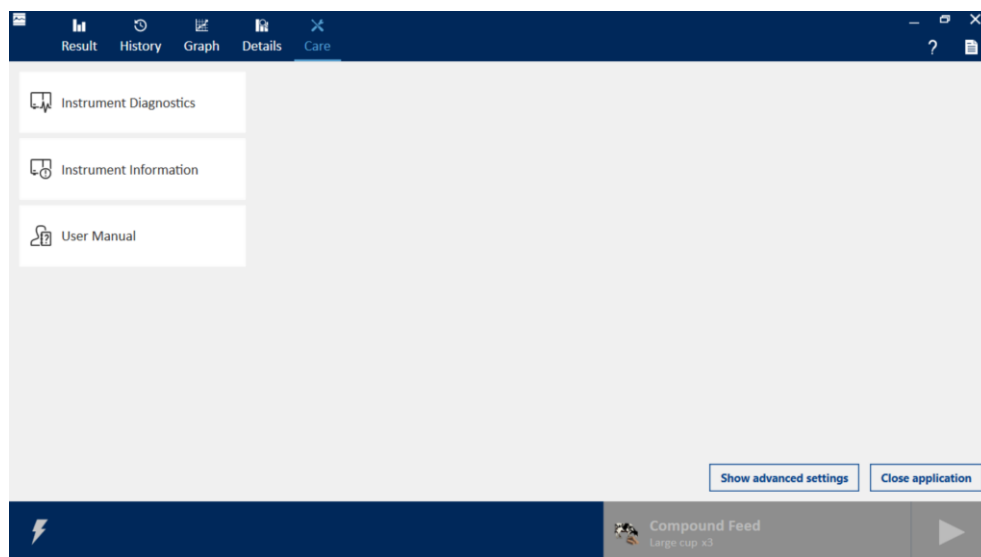 Result History Graph Details Care
?
Instrument Diagnostics
Instrument Information
User Manual
Show advanced settings Close application
Compound Feed
Large cup x3